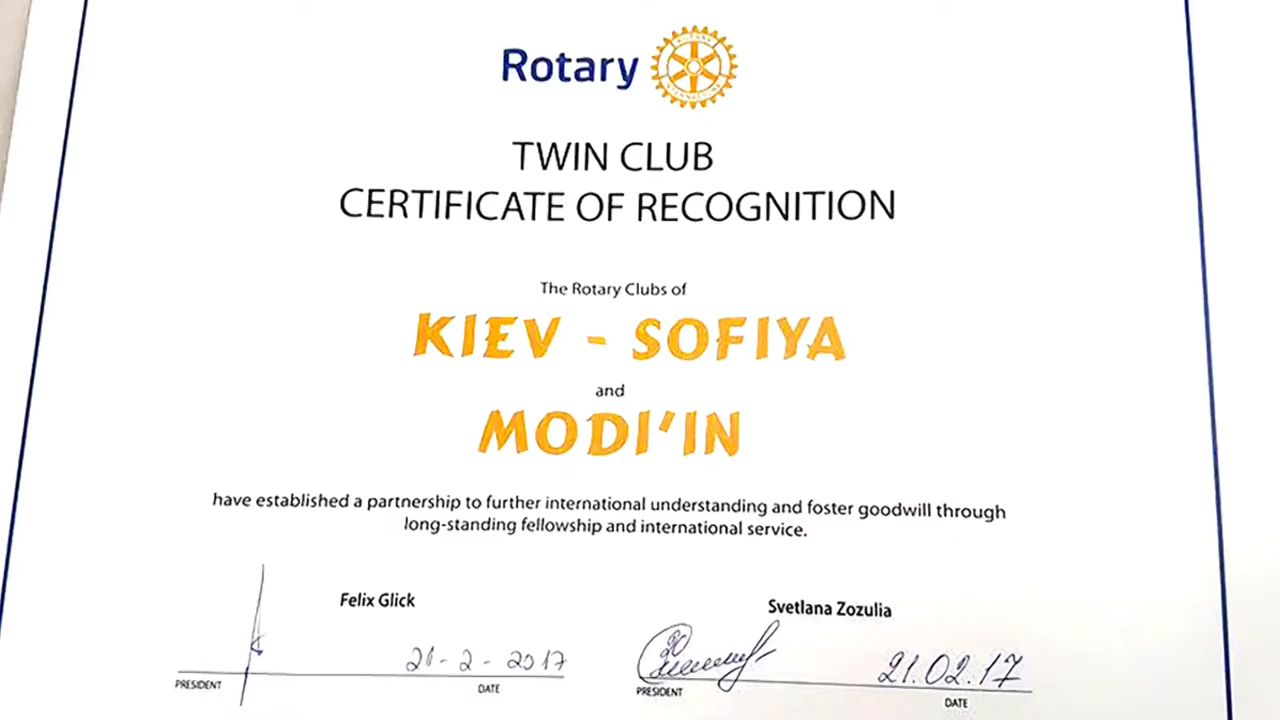 Rotary
ROTARY
INTERNATIONAL
TWIN CLUB
CERTIFICATE OF RECOGNITION
The Rotary Clubs of
KIEV - SOFIYA
and
MODI'IN
have established a partnership to further international understanding and foster goodwill through
long-standing fellowship and international service.
Felix Glick
Svetlana Zozulia
21-2-2017
21.02.17
PRESIDENT
DATE
PRESIDENT
DATE